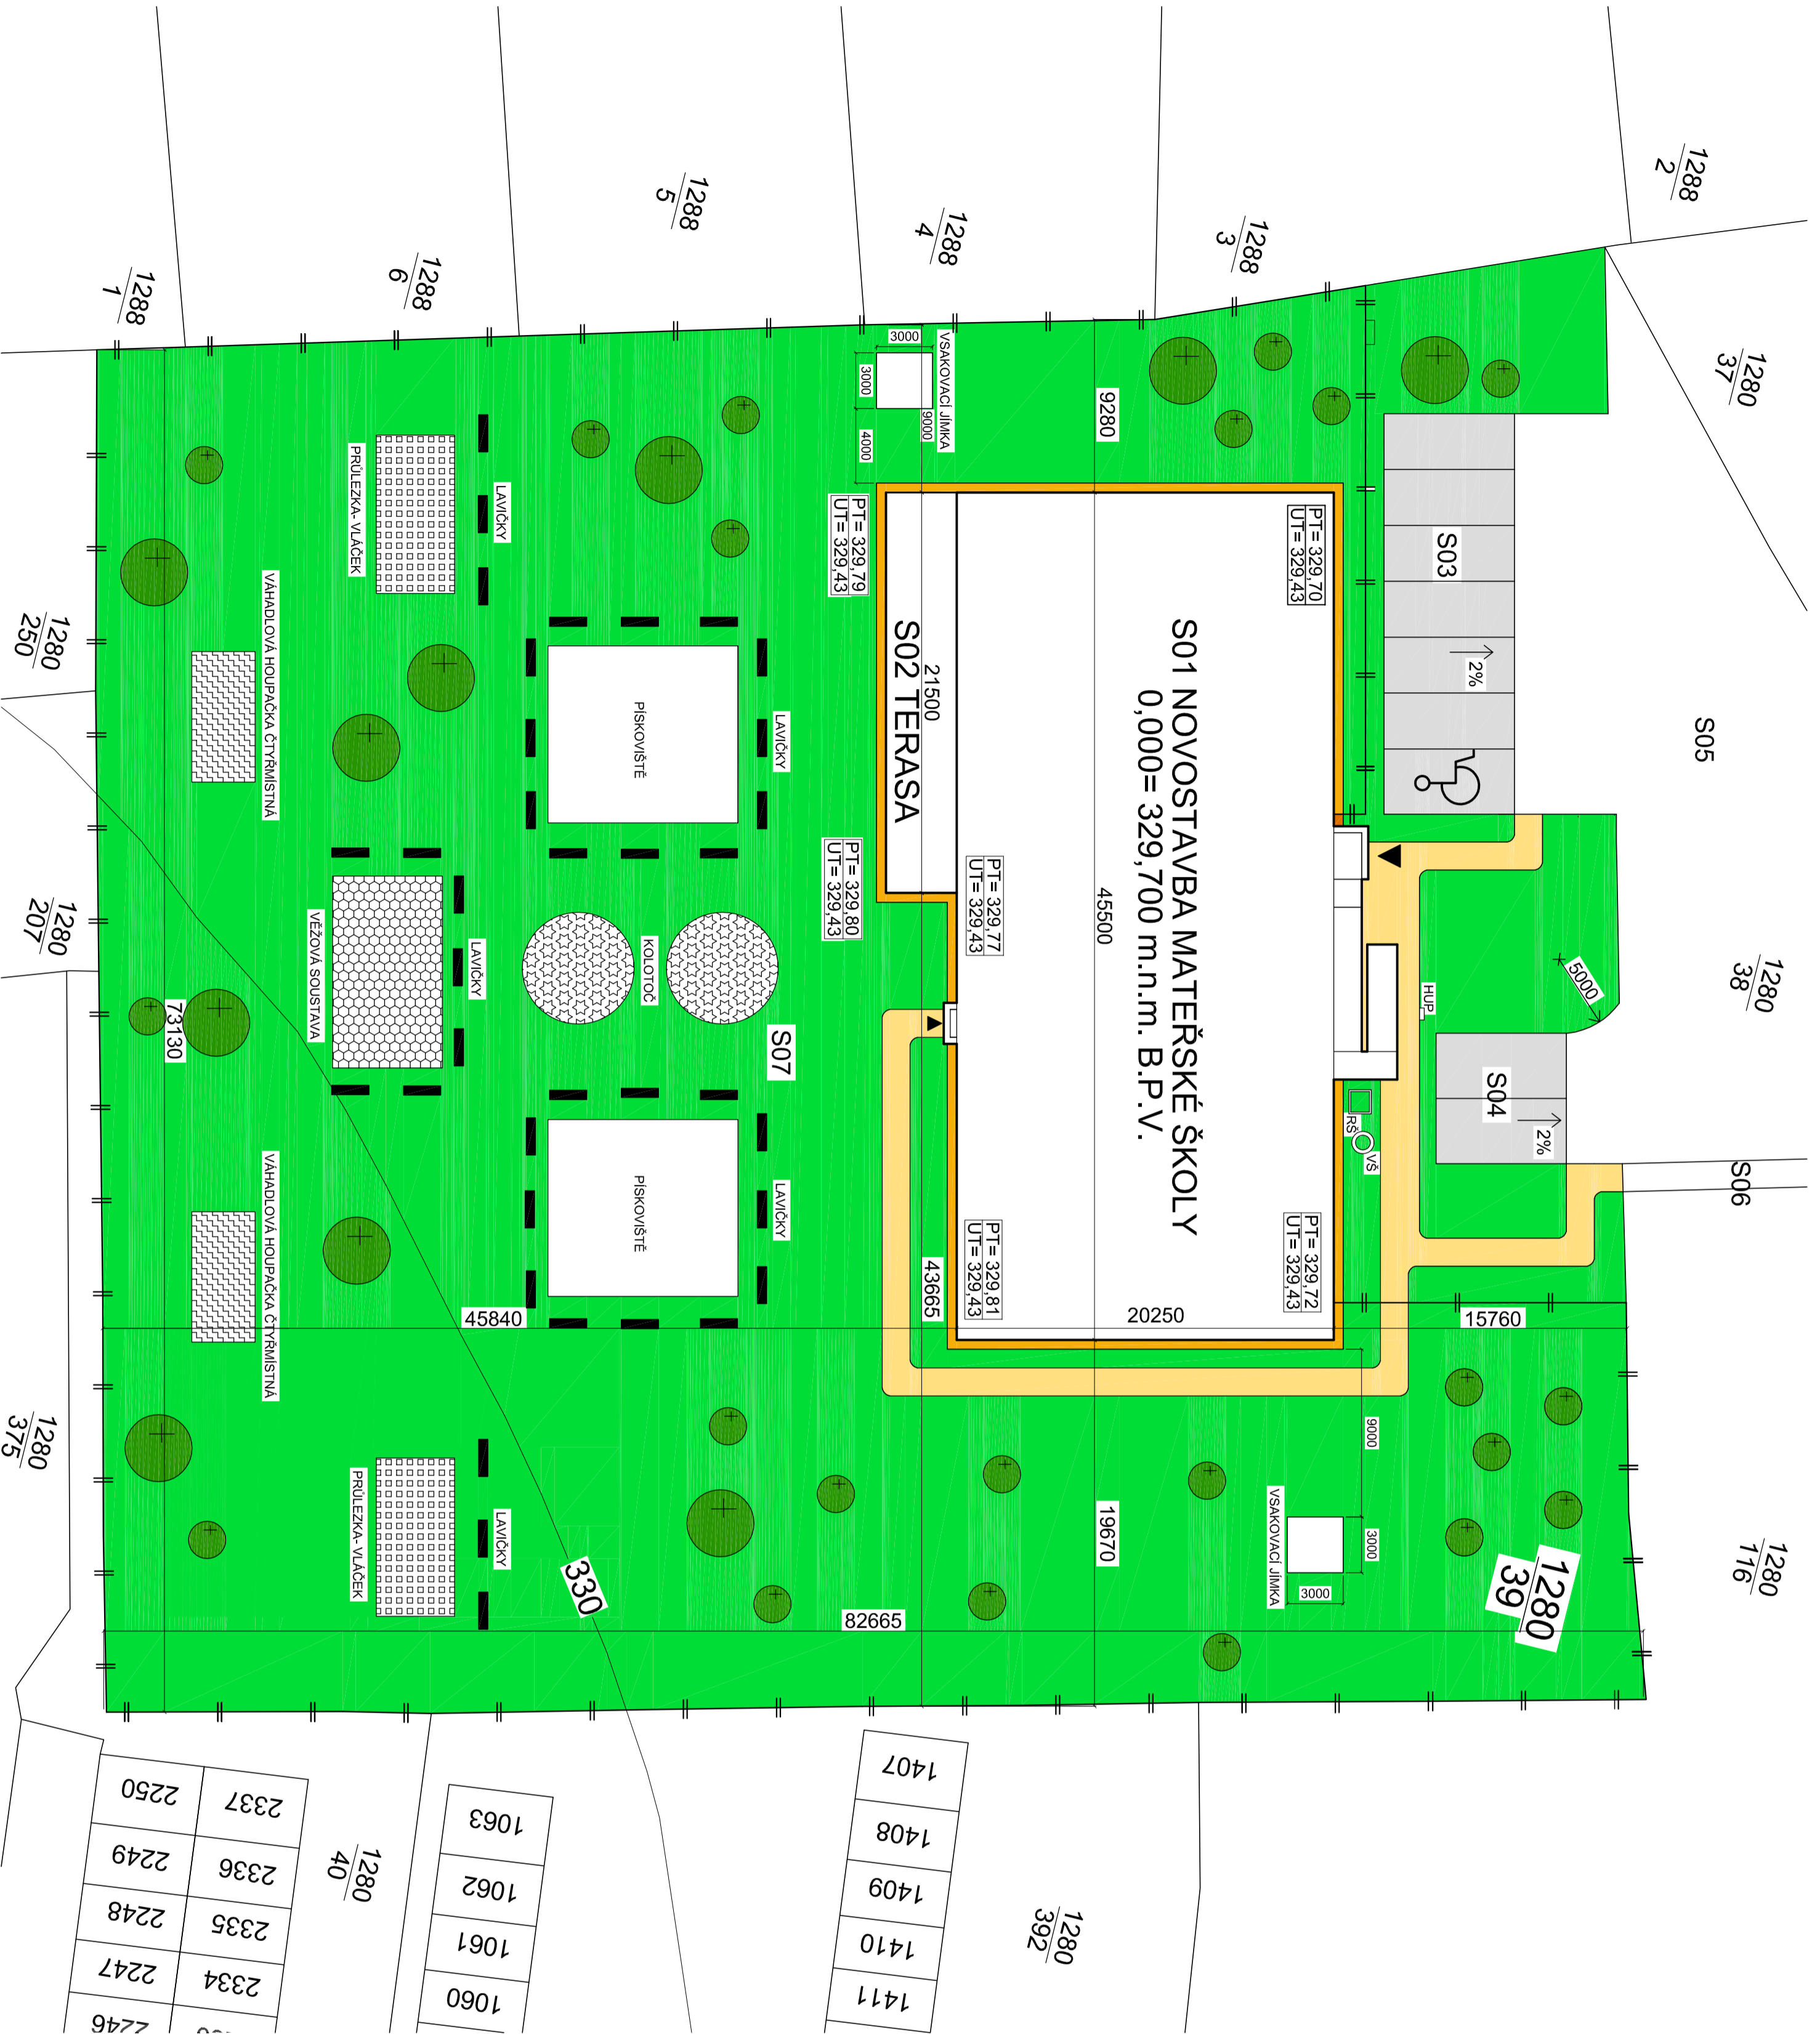 1288
2
1288
3
1288
4
1288
5
1288
6
1288
1
1280
37
1280
38
1280
116
1280
39
1280
250
1280
207
1280
375
1280
40
1280
392
S05
S06
S03
2%
S04
2%
5000
HUP
RŠ
VŠ
S01 NOVOSTAVBA MATEŘSKÉ ŠKOLY
0,000= 329,700 m.n.m. B.P.V.
S02 TERASA
S07
PT= 329,70
UT= 329,43
PT= 329,79
UT= 329,43
PT= 329,80
UT= 329,43
PT= 329,77
UT= 329,43
PT= 329,81
UT= 329,43
PT= 329,72
UT= 329,43
9280
45500
19670
21500
43665
20250
15760
45840
82665
73130
VSAKOVACÍ JÍMKA
3000
3000
4000
9000
VSAKOVACÍ JÍMKA
9000
3000
3000
LAVIČKY
PRŮLEZKA- VLÁČEK
VÁHADLOVÁ HOUPAČKA ČTYŘMÍSTNÁ
LAVIČKY
PÍSKOVIŠTĚ
KOLOTOČ
LAVIČKY
VĚŽOVÁ SOUSTAVA
LAVIČKY
PÍSKOVIŠTĚ
VÁHADLOVÁ HOUPAČKA ČTYŘMÍSTNÁ
LAVIČKY
PRŮLEZKA- VLÁČEK
330
1407
1408
1409
1410
1411
1063
1062
1061
1060
2337
2336
2335
2334
2250
2249
2248
2247
2246